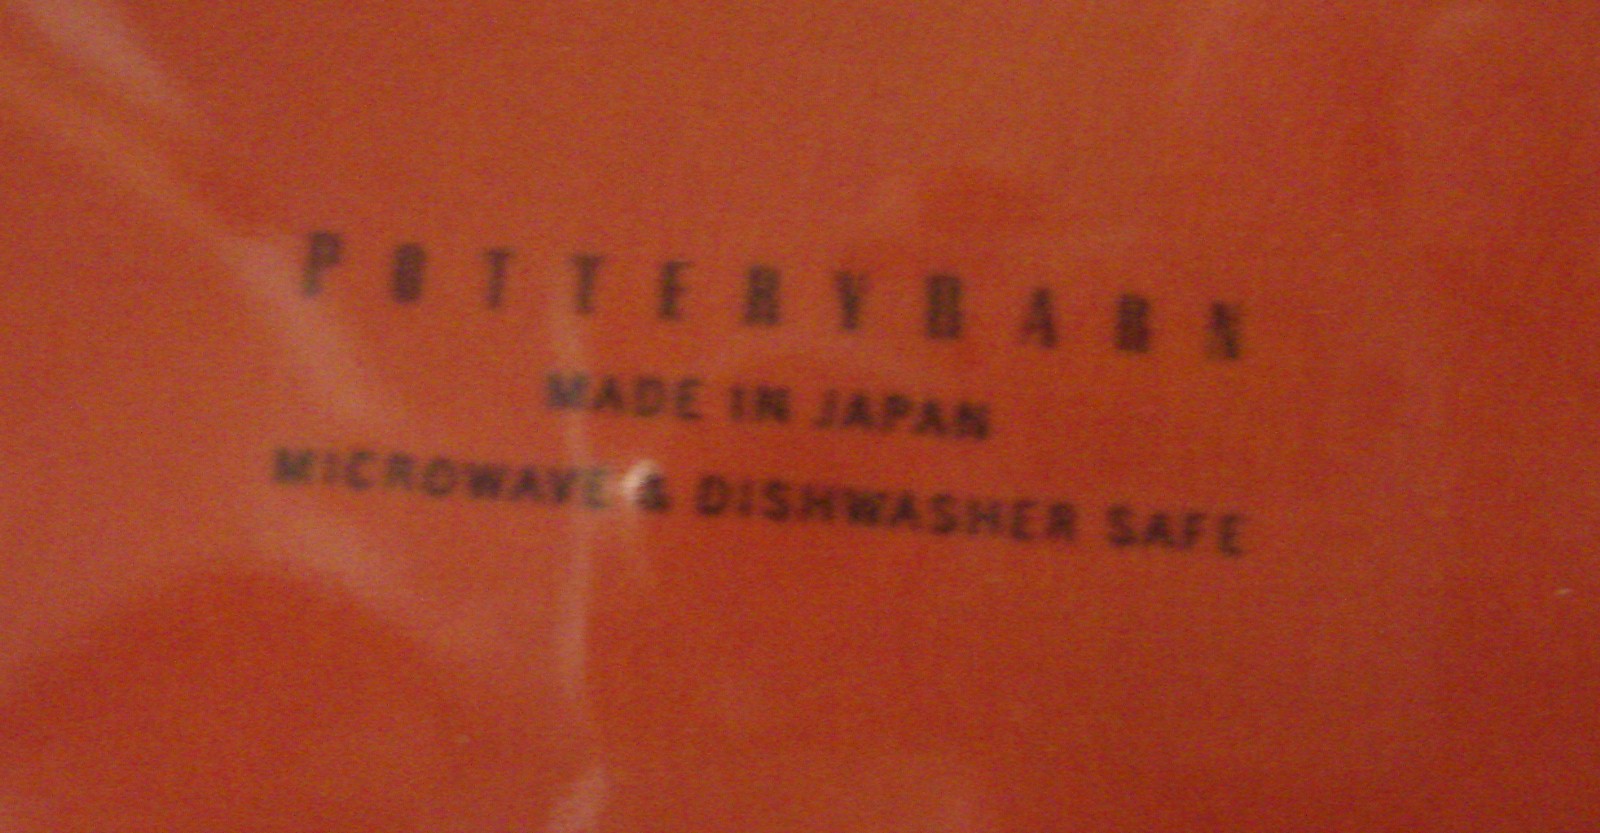 POTTERYBARN
MADE IN JAPAN
MICROWAVE & DISHWASHER SAFE